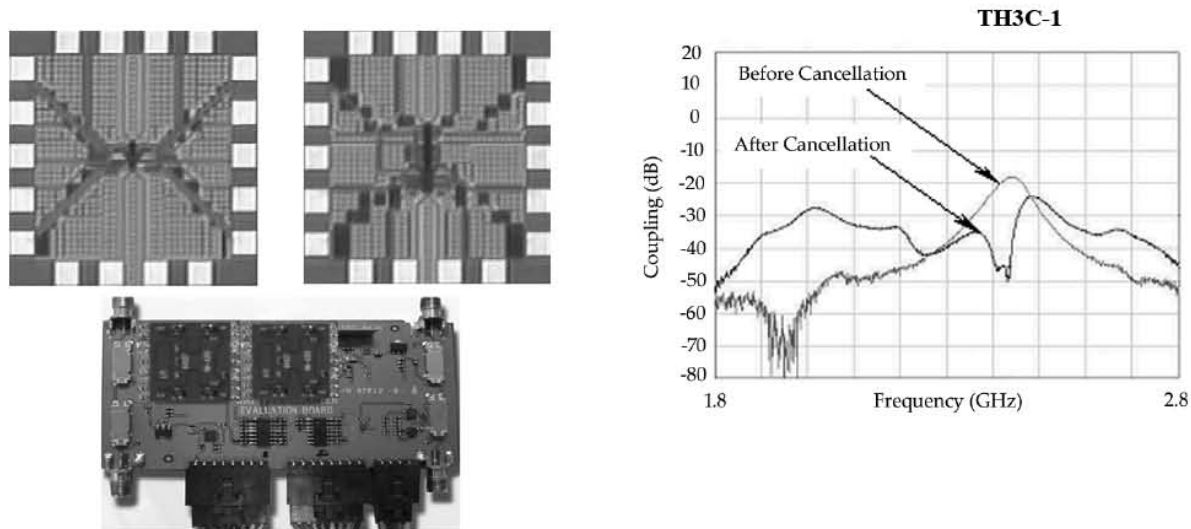 TH3C-1
20
10
0
-10
-20
-30
-40
-50
-60
-70
-80
Coupling (dB)
Before Cancellation
After Cancellation
1.8
Frequency (GHz)
2.8
EVALUATION BOARD